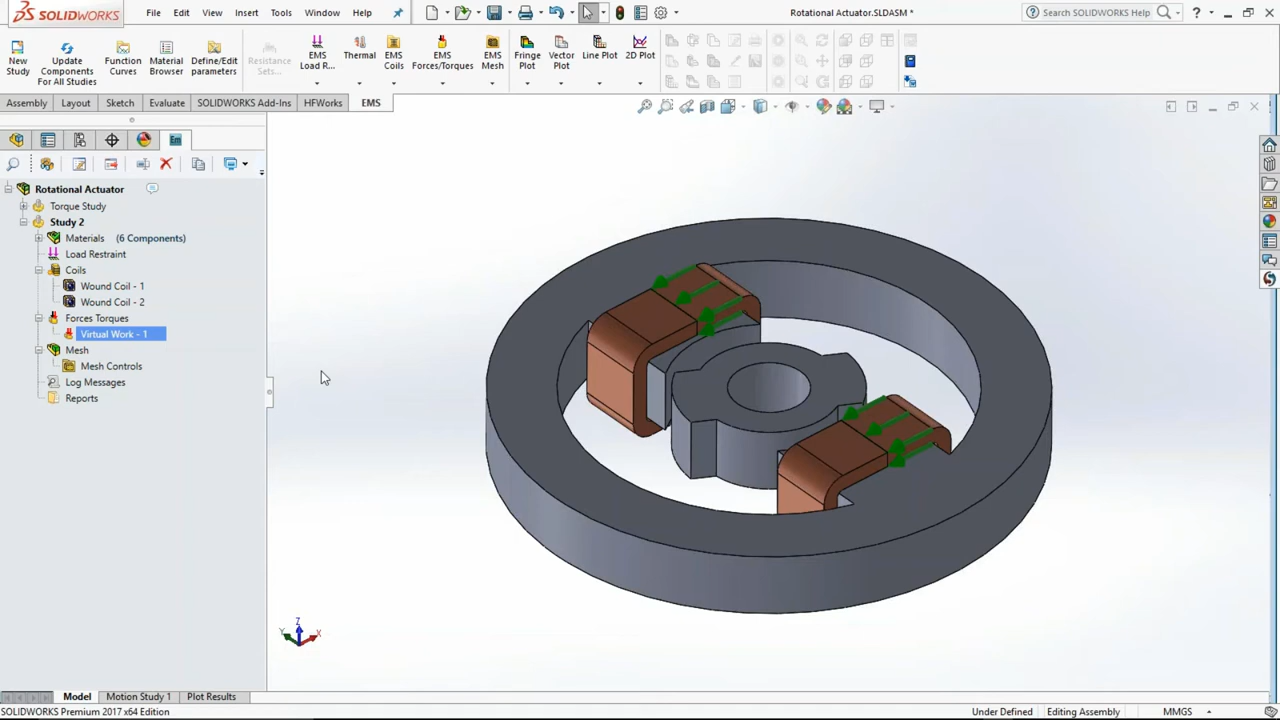 SOLIDWORKS
File Edit View Insert Tools Window Help
Rotational Actuator.SLDASM *
Search SOLIDWORKS Help
New Study
Update Components For All Studies
Function Curves
Material Browser
Define/Edit parameters
Resistance Sets...
EMS Load R...
Thermal
EMS Coils
EMS Forces/Torques
EMS Mesh
Fringe Plot
Vector Plot
Line Plot
2D Plot
Assembly Layout Sketch Evaluate SOLIDWORKS Add-Ins HFWorks EMS
Rotational Actuator
Torque Study
Study 2
Materials (6 Components)
Load Restraint
Coils
Wound Coil - 1
Wound Coil - 2
Forces Torques
Virtual Work - 1
Mesh
Mesh Controls
Log Messages
Reports
Z
Y X
Model Motion Study 1 Plot Results
SOLIDWORKS Premium 2017 x64 Edition
Under Defined Editing Assembly MMGS